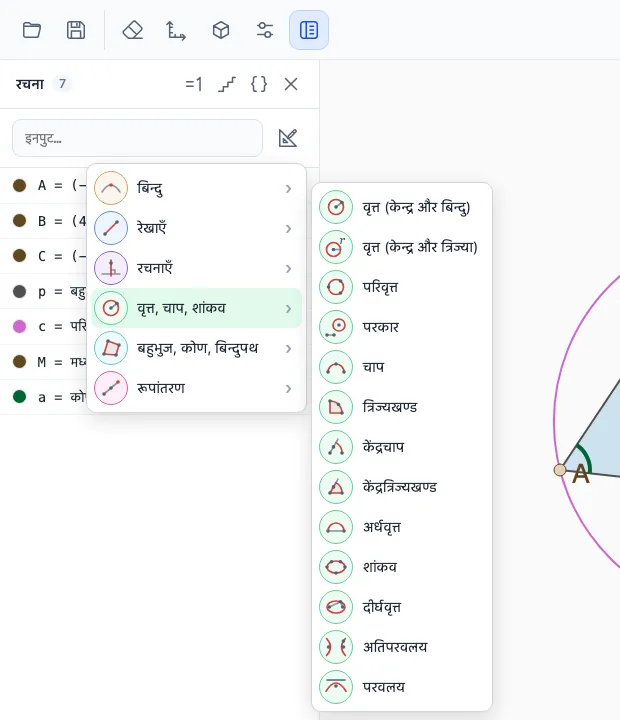 रचना 7 =1 {}
इनपुट...
A = (−
B = (4
C = (−
p = बहु
c = परि
M = मध्
a = को
बिन्दु
रेखाएँ
रचनाएँ
वृत्त, चाप, शांकव
बहुभुज, कोण, बिन्दुपथ
रूपांतरण
वृत्त (केन्द्र और बिन्दु)
वृत्त (केन्द्र और त्रिज्या)
r
परिवृत्त
परकार
चाप
त्रिज्यखण्ड
केंद्रचाप
केंद्रत्रिज्यखण्ड
अर्धवृत्त
शांकव
दीर्घवृत्त
अतिपरवलय
परवलय
A